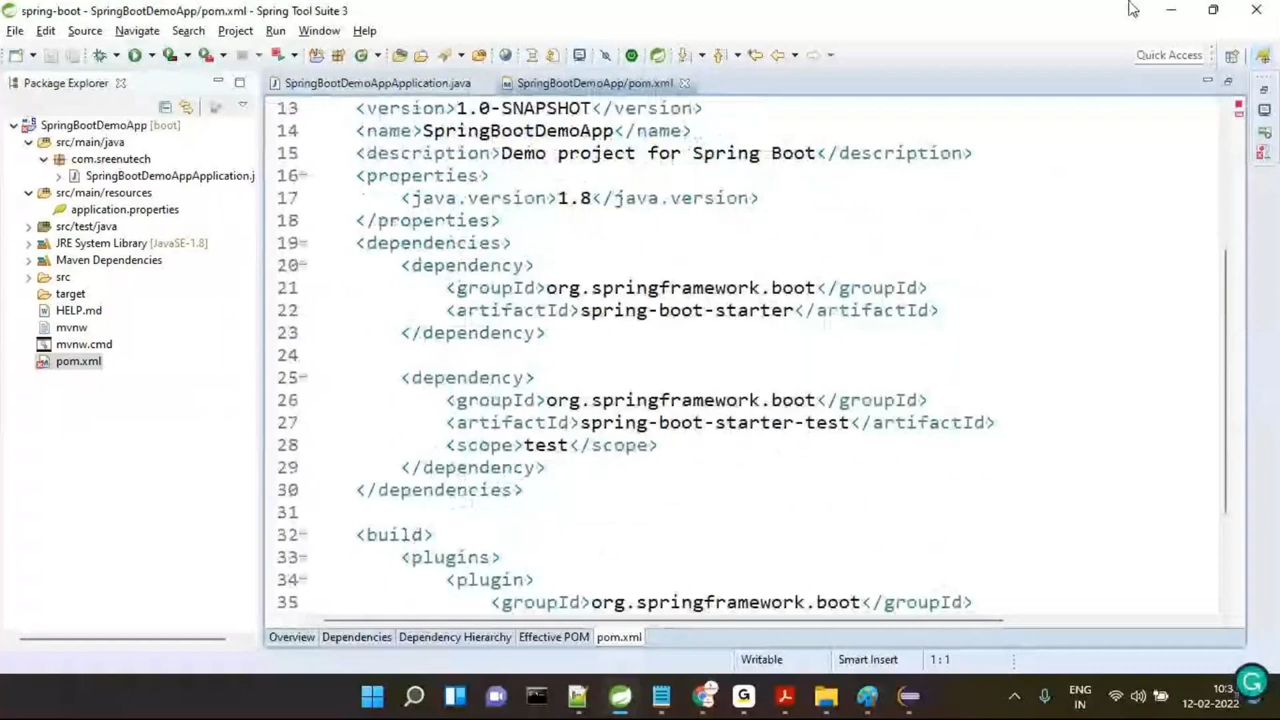 spring-boot - SpringBootDemoApp/pom.xml - Spring Tool Suite 3
File Edit Source Navigate Search Project Run Window Help
Quick Access
Package Explorer
SpringBootDemoAppApplication.java
SpringBootDemoApp/pom.xml
SpringBootDemoApp [boot]
src/main/java
com.sreenutech
SpringBootDemoAppApplication.j
src/main/resources
application.properties
src/test/java
JRE System Library [JavaSE-1.8]
Maven Dependencies
src
target
HELP.md
mvnw
mvnw.cmd
pom.xml
13 <version>1.0-SNAPSHOT</version>
14 <name>SpringBootDemoApp</name>
15 <description>Demo project for Spring Boot</description>
16 <properties>
17 <java.version>1.8</java.version>
18 </properties>
19 <dependencies>
20 <dependency>
21 <groupId>org.springframework.boot</groupId>
22 <artifactId>spring-boot-starter</artifactId>
23 </dependency>
24
25 <dependency>
26 <groupId>org.springframework.boot</groupId>
27 <artifactId>spring-boot-starter-test</artifactId>
28 <scope>test</scope>
29 </dependency>
30 </dependencies>
31
32 <build>
33 <plugins>
34 <plugin>
35 <groupId>org.springframework.boot</groupId>
Overview Dependencies Dependency Hierarchy Effective POM pom.xml
Writable Smart Insert 1 : 1
ENG
IN
10:3
12-02-2022